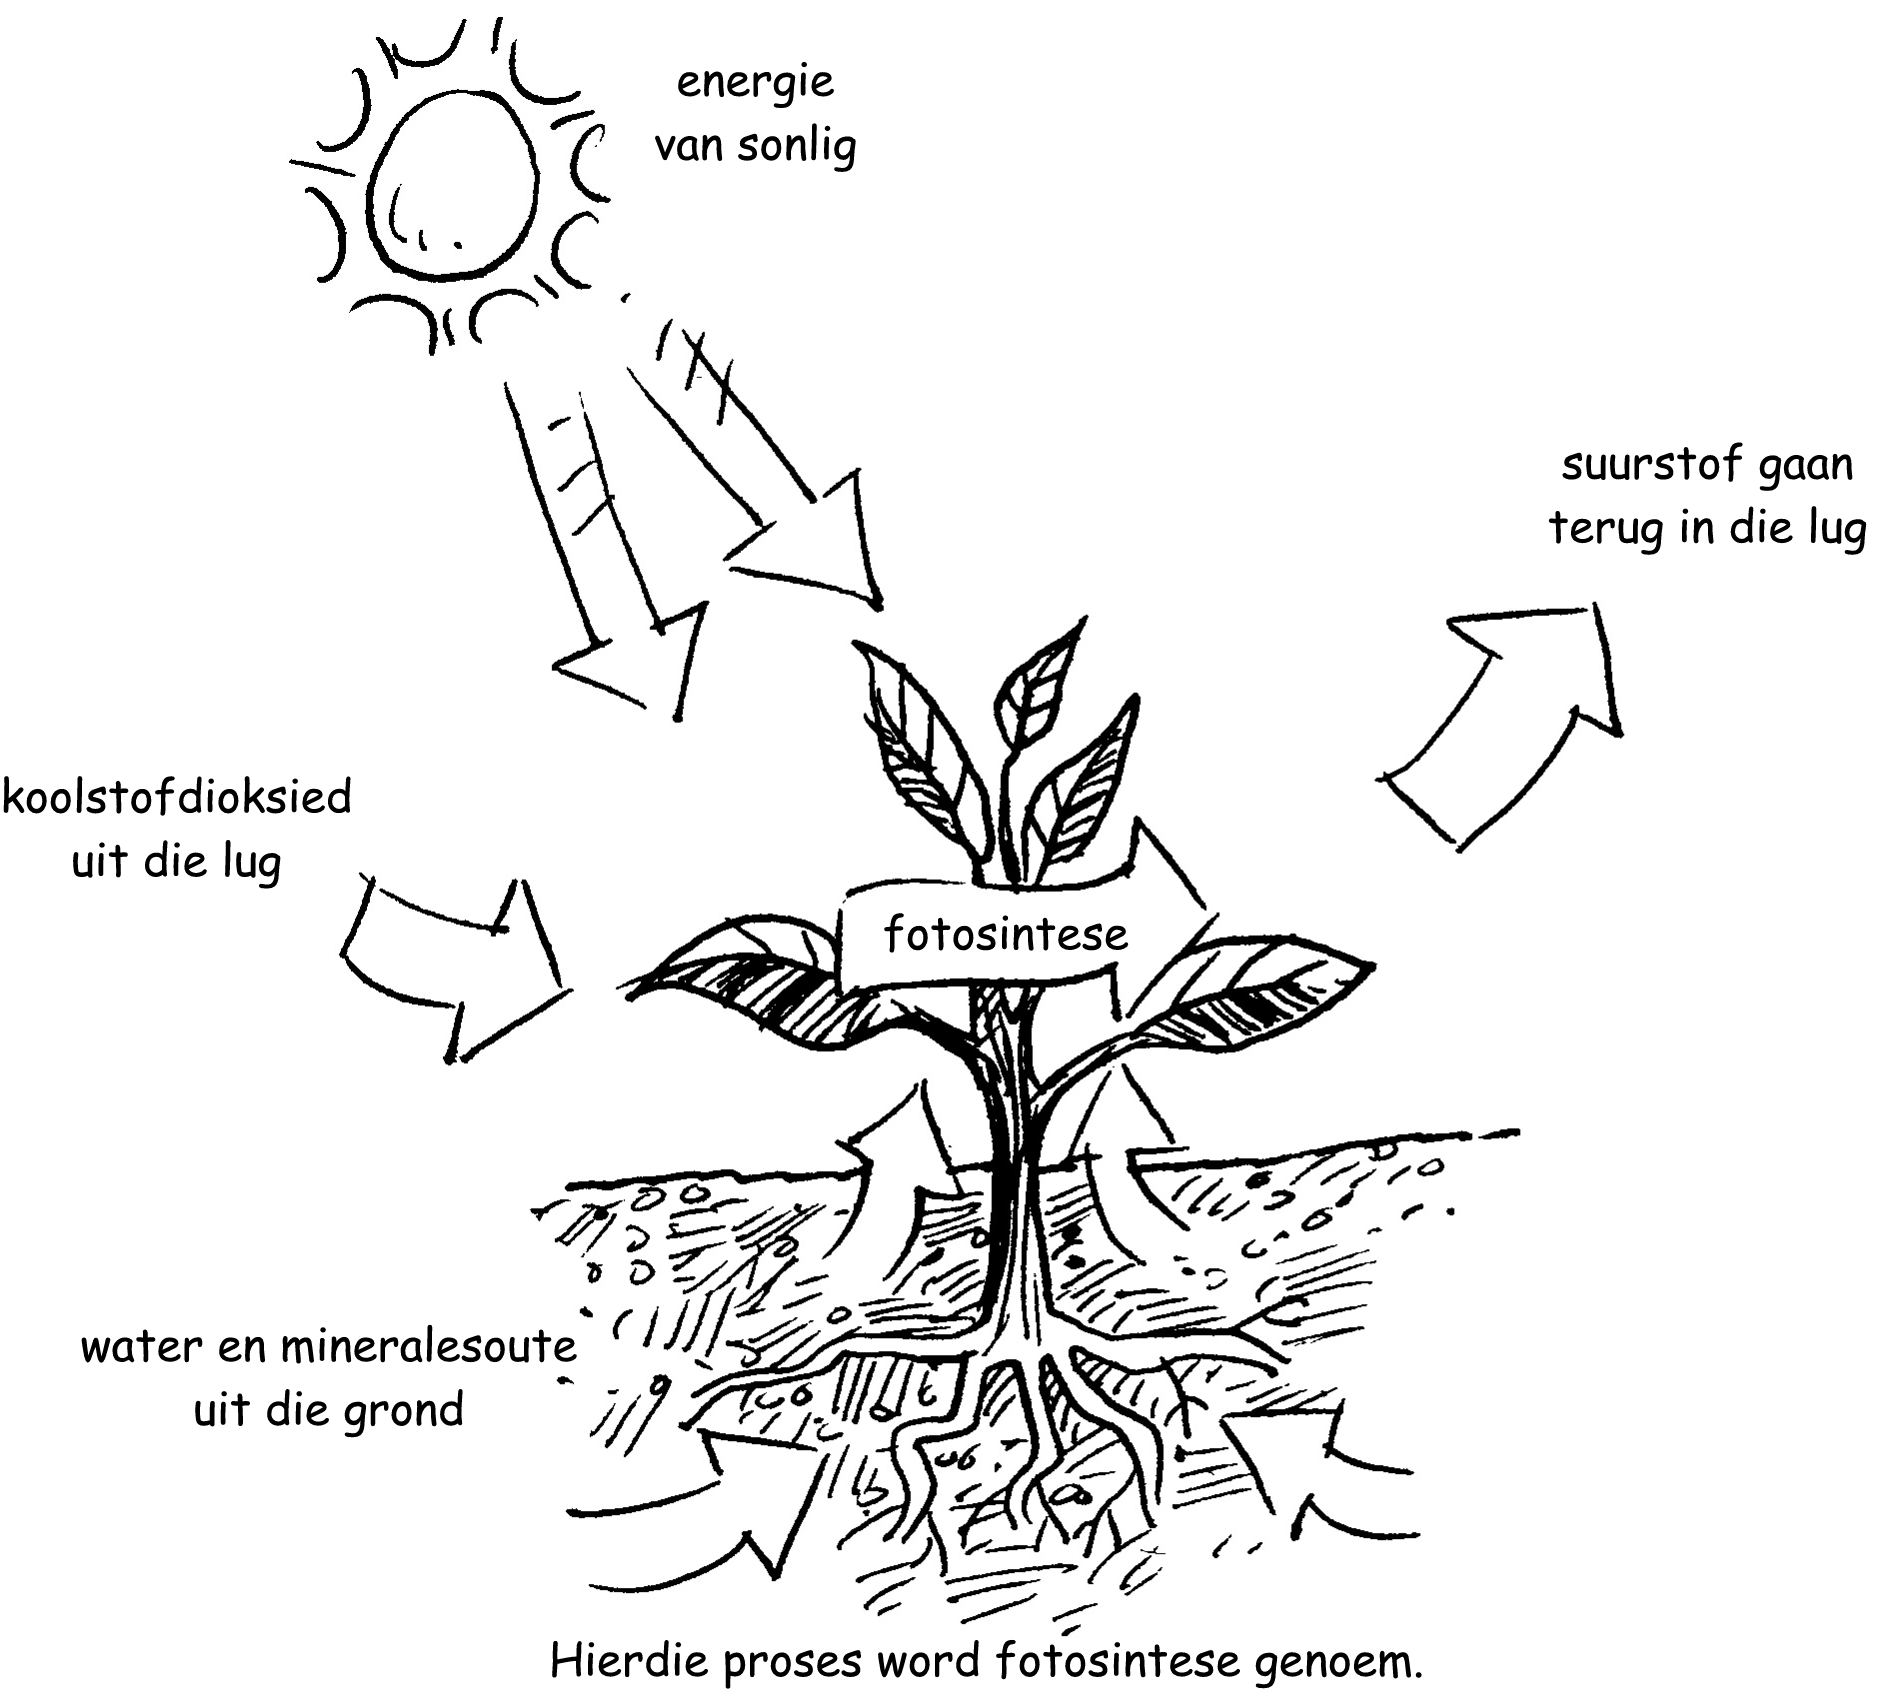 energie
van sonlig
suurstof gaan
terug in die lug
koolstofdioksied
uit die lug
fotosintese
water en mineralesoute
uit die grond
Hierdie proses word fotosintese genoem.